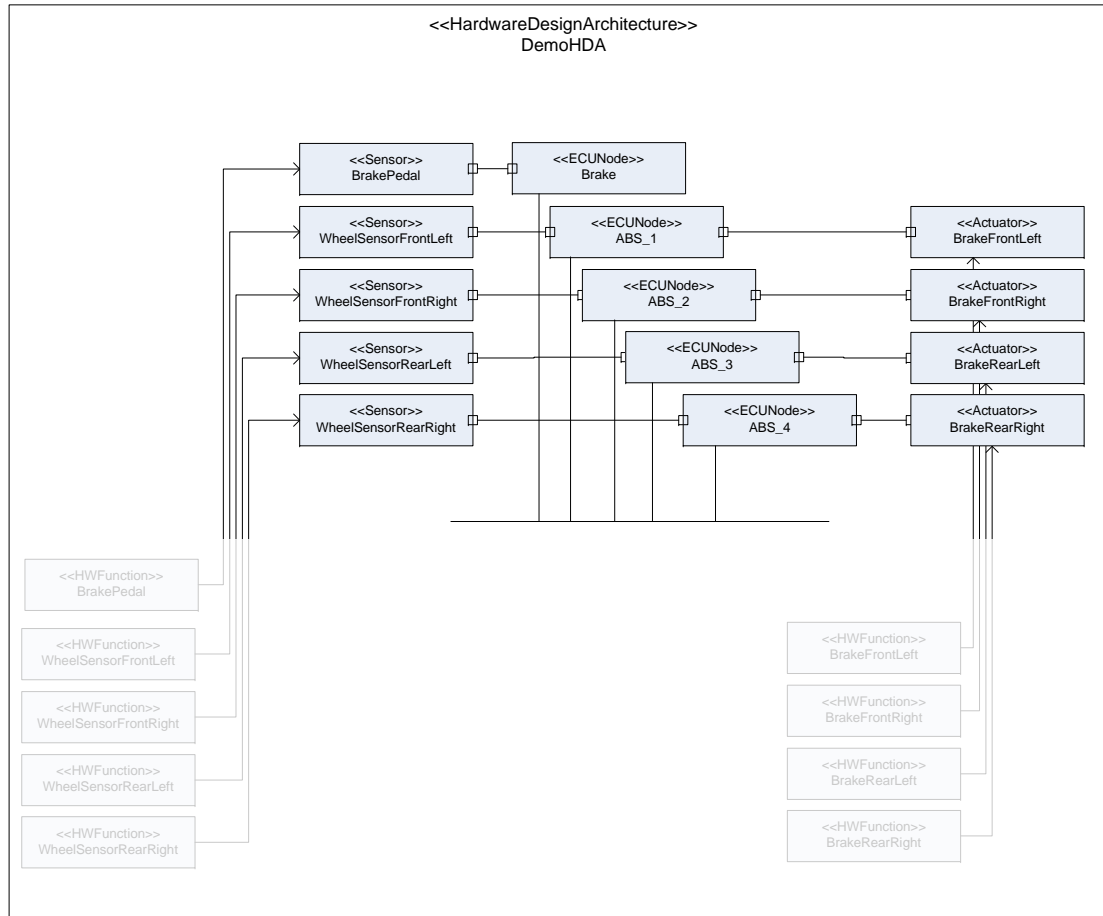 <<HardwareDesignArchitecture>>
DemoHDA
<<Sensor>>
BrakePedal
<<ECUNode>>
Brake
<<Sensor>>
WheelSensorFrontLeft
<<ECUNode>>
ABS_1
<<Actuator>>
BrakeFrontLeft
<<Sensor>>
WheelSensorFrontRight
<<ECUNode>>
ABS_2
<<Actuator>>
BrakeFrontRight
<<Sensor>>
WheelSensorRearLeft
<<ECUNode>>
ABS_3
<<Actuator>>
BrakeRearLeft
<<Sensor>>
WheelSensorRearRight
<<ECUNode>>
ABS_4
<<Actuator>>
BrakeRearRight
<<HWFunction>>
BrakePedal
<<HWFunction>>
WheelSensorFrontLeft
<<HWFunction>>
WheelSensorFrontRight
<<HWFunction>>
WheelSensorRearLeft
<<HWFunction>>
WheelSensorRearRight
<<HWFunction>>
BrakeFrontLeft
<<HWFunction>>
BrakeFrontRight
<<HWFunction>>
BrakeRearLeft
<<HWFunction>>
BrakeRearRight